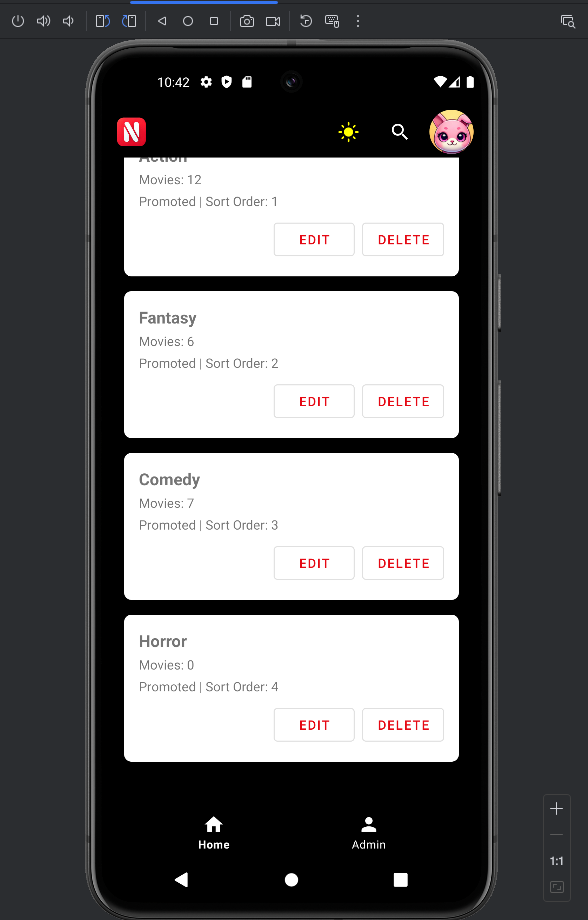 10:42
N
Action
Movies: 12
Promoted | Sort Order: 1
EDIT DELETE
Fantasy
Movies: 6
Promoted | Sort Order: 2
EDIT DELETE
Comedy
Movies: 7
Promoted | Sort Order: 3
EDIT DELETE
Horror
Movies: 0
Promoted | Sort Order: 4
EDIT DELETE
Home Admin
1:1